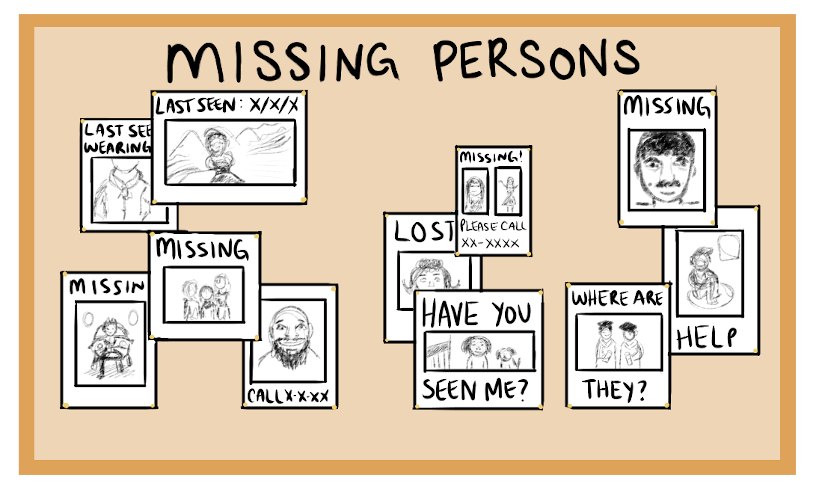 MISSING PERSONS
LAST SEEN: X/X/X
LAST SEE
WEARING
MISSING
MISSIN
CALL X-X-XX
MISSING!
PLEASE CALL
XX-XXXX
LOST
HAVE YOU
SEEN ME?
MISSING
HELP
WHERE ARE
THEY?